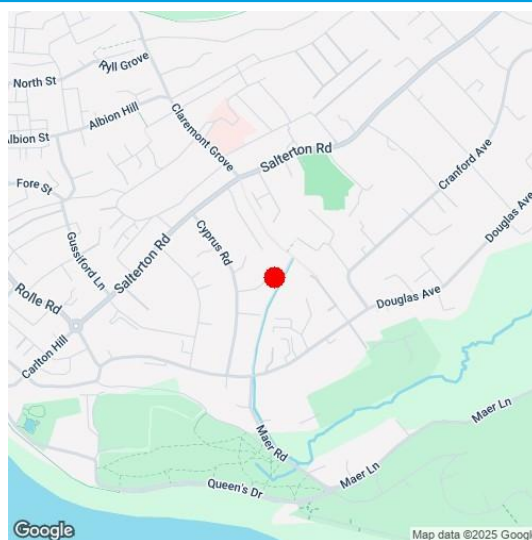 Ryll Grove
North St
Albion Hill
Claremont Grove
Albion St
Salterton Rd
Cranford Ave
Fore St
Gussiford Ln
Cyprus Rd
Douglas Ave
Salterton Rd
Rolle Rd
Douglas Ave
Carlton Hill
Maer Rd
Maer Ln
Maer Ln
Queen's Dr
Google
Map data ©2025 Google